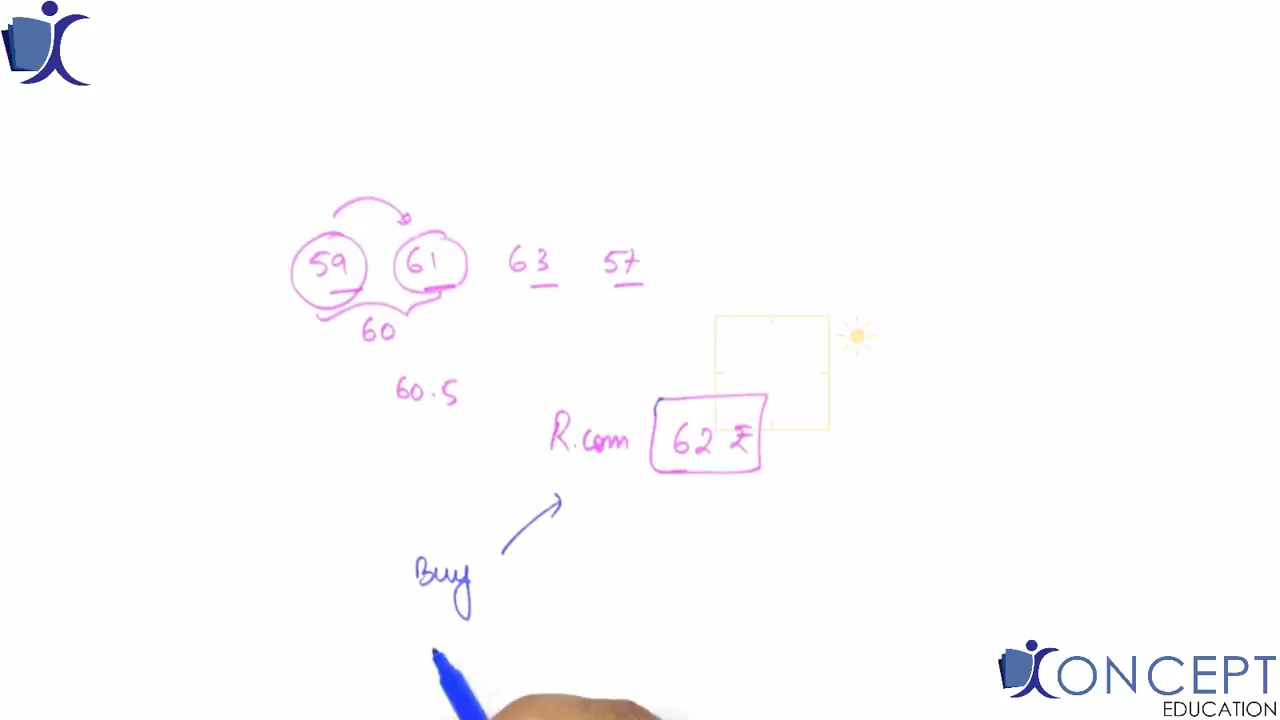 59 61 63 57
60
60.5
R.com 62 ₹
Buy
CONCEPT
EDUCATION